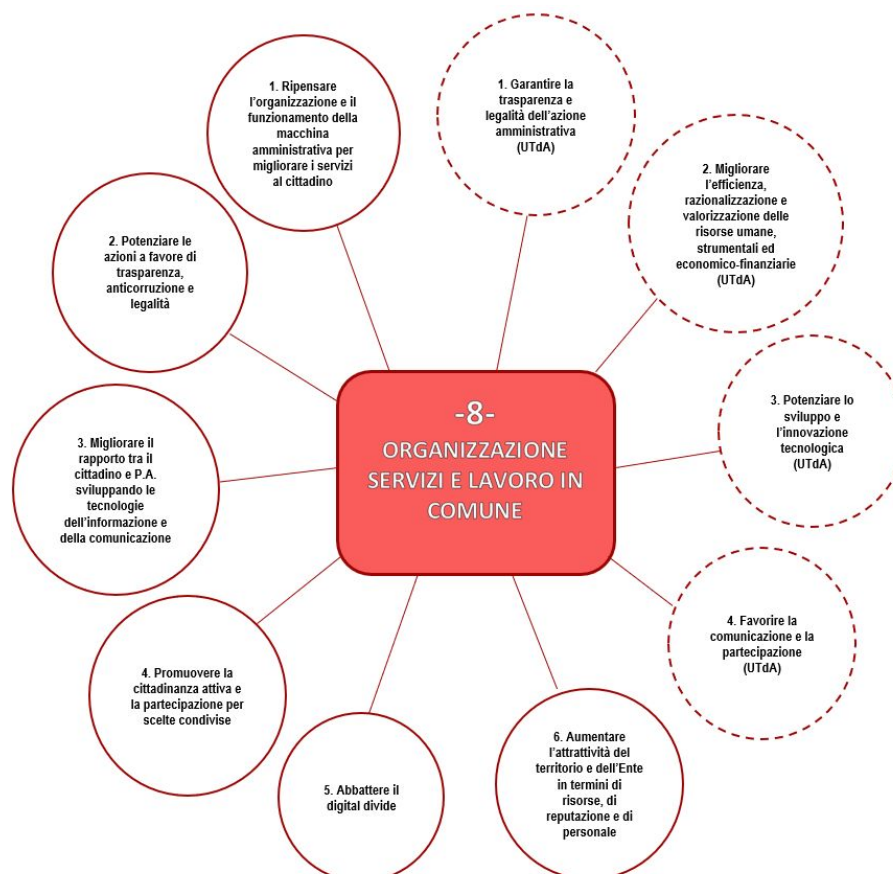 1. Ripensare
l'organizzazione e il
funzionamento della
macchina
amministrativa per
migliorare i servizi
al cittadino
1. Garantire la
trasparenza e
legalità dell'azione
amministrativa
(UTdA)
2. Migliorare
l'efficienza,
razionalizzazione e
valorizzazione delle
risorse umane,
strumentali ed
economico-finanziarie
(UTdA)
2. Potenziare le
azioni a favore di
trasparenza,
anticorruzione e
legalità
-8-
ORGANIZZAZIONE
SERVIZI E LAVORO IN
COMUNE
3. Potenziare lo
sviluppo e
l'innovazione
tecnologica
(UTdA)
3. Migliorare il
rapporto tra il
cittadino e P.A.
sviluppando le
tecnologie
dell'informazione e
della comunicazione
4. Favorire la
comunicazione e la
partecipazione
(UTdA)
4. Promuovere la
cittadinanza attiva e
la partecipazione per
scelte condivise
5. Abbattere il
digital divide
6. Aumentare
l'attrattività del
territorio e dell'Ente
in termini di
risorse, di
reputazione e di
personale